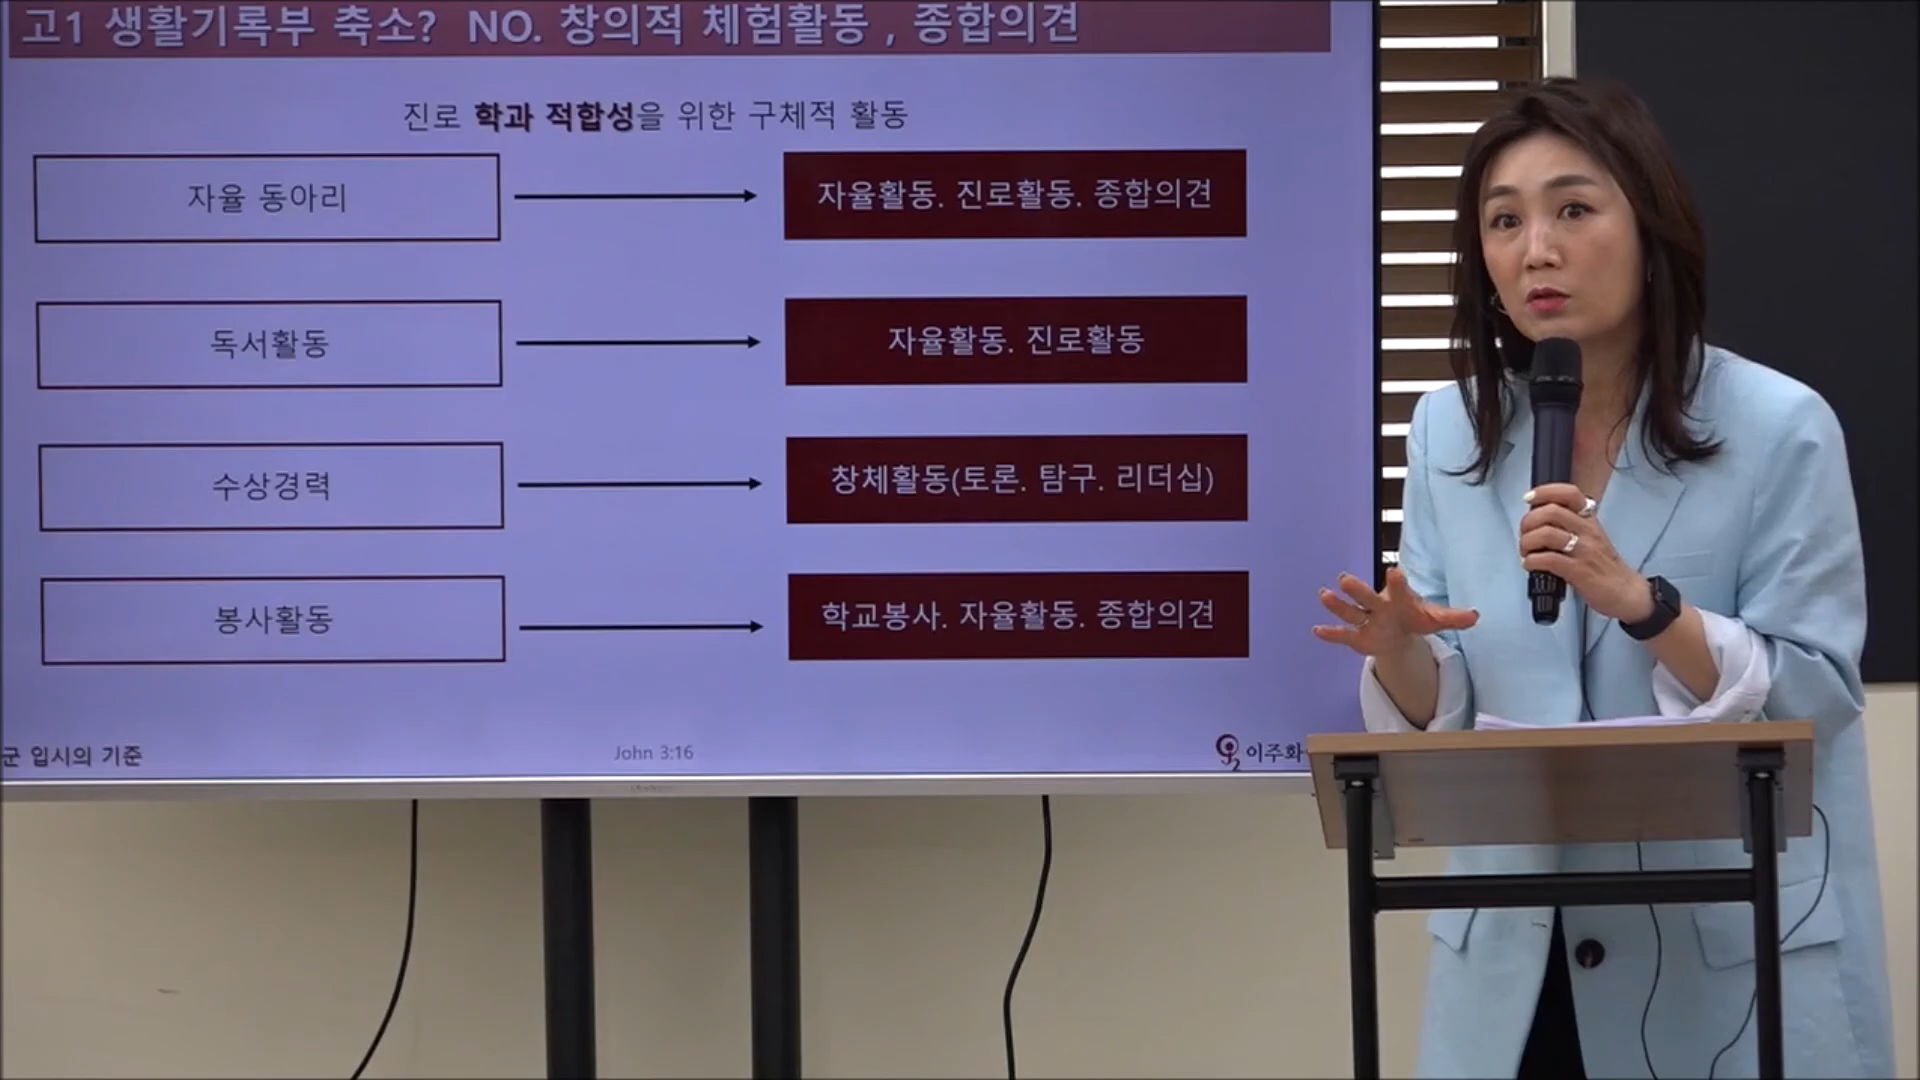 고1 생활기록부 축소? NO. 창의적 체험활동 , 종합의견
진로 학과 적합성을 위한 구체적 활동
자율 동아리
자율활동. 진로활동. 종합의견
독서활동
자율활동. 진로활동
수상경력
창체활동(토론. 탐구. 리더십)
봉사활동
학교봉사. 자율활동. 종합의견
군 입시의 기준
John 3:16
이주화